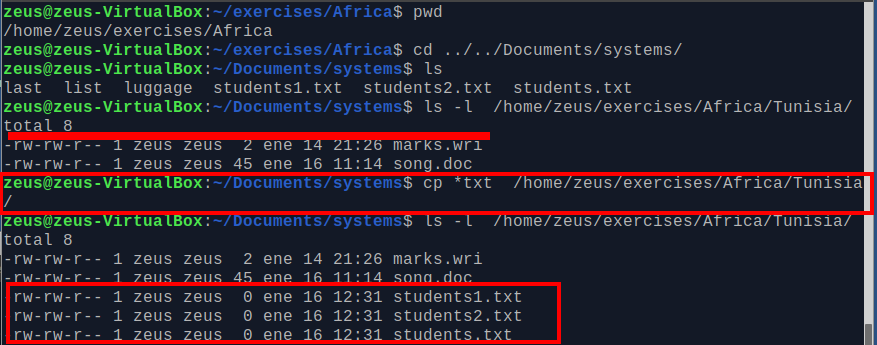 zeus@zeus-VirtualBox:~/exercises/Africa$ pwd
/home/zeus/exercises/Africa
zeus@zeus-VirtualBox:~/exercises/Africa$ cd ../../Documents/systems/
zeus@zeus-VirtualBox:~/Documents/systems$ ls
last  list  luggage  students1.txt  students2.txt  students.txt
zeus@zeus-VirtualBox:~/Documents/systems$ ls -l  /home/zeus/exercises/Africa/Tunisia/
total 8
-rw-rw-r-- 1 zeus zeus  2 ene 14 21:26 marks.wri
-rw-rw-r-- 1 zeus zeus 45 ene 16 11:14 song.doc
zeus@zeus-VirtualBox:~/Documents/systems$ cp *txt  /home/zeus/exercises/Africa/Tunisia
/
zeus@zeus-VirtualBox:~/Documents/systems$ ls -l  /home/zeus/exercises/Africa/Tunisia/
total 8
-rw-rw-r-- 1 zeus zeus  2 ene 14 21:26 marks.wri
-rw-rw-r-- 1 zeus zeus 45 ene 16 11:14 song.doc
-rw-rw-r-- 1 zeus zeus  0 ene 16 12:31 students1.txt
-rw-rw-r-- 1 zeus zeus  0 ene 16 12:31 students2.txt
-rw-rw-r-- 1 zeus zeus  0 ene 16 12:31 students.txt